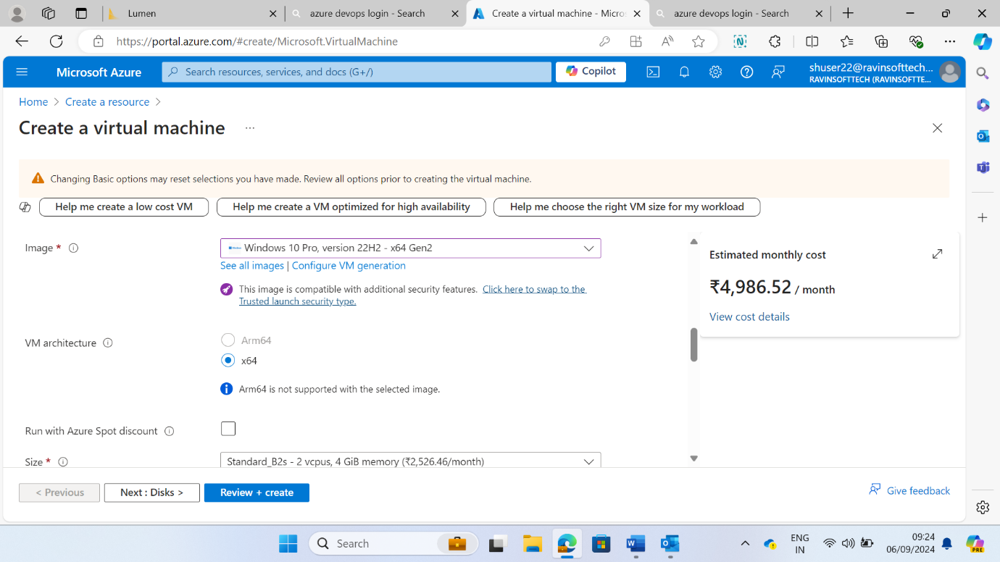 Lumen
azure devops login - Search
Create a virtual machine - Micros
azure devops login - Search
https://portal.azure.com/#create/Microsoft.VirtualMachine
Microsoft Azure
Search resources, services, and docs (G+/)
Copilot
shuser22@ravinsofttech...
RAVINSOFTTECH (RAVINSOFTTE...
Home > Create a resource >
Create a virtual machine ...
Changing Basic options may reset selections you have made. Review all options prior to creating the virtual machine.
Help me create a low cost VM
Help me create a VM optimized for high availability
Help me choose the right VM size for my workload
Image *
Windows 10 Pro, version 22H2 - x64 Gen2
See all images | Configure VM generation
This image is compatible with additional security features. Click here to swap to the
Trusted launch security type.
Estimated monthly cost
₹4,986.52 / month
View cost details
VM architecture
Arm64
x64
Arm64 is not supported with the selected image.
Run with Azure Spot discount
Size *
Standard_B2s - 2 vcpus, 4 GiB memory (₹2,526.46/month)
< Previous
Next : Disks >
Review + create
Give feedback
Search
ENG
IN
09:24
06/09/2024
PRE